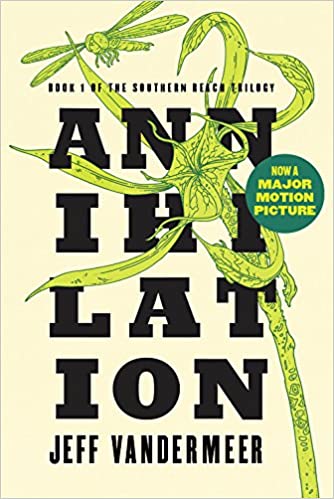 BOOK 1 OF THE SOUTHERN REACH TRILOGY
ANN
IHI
LAT
ION
NOW A
MAJOR
MOTION
PICTURE
JEFF VANDERMEER